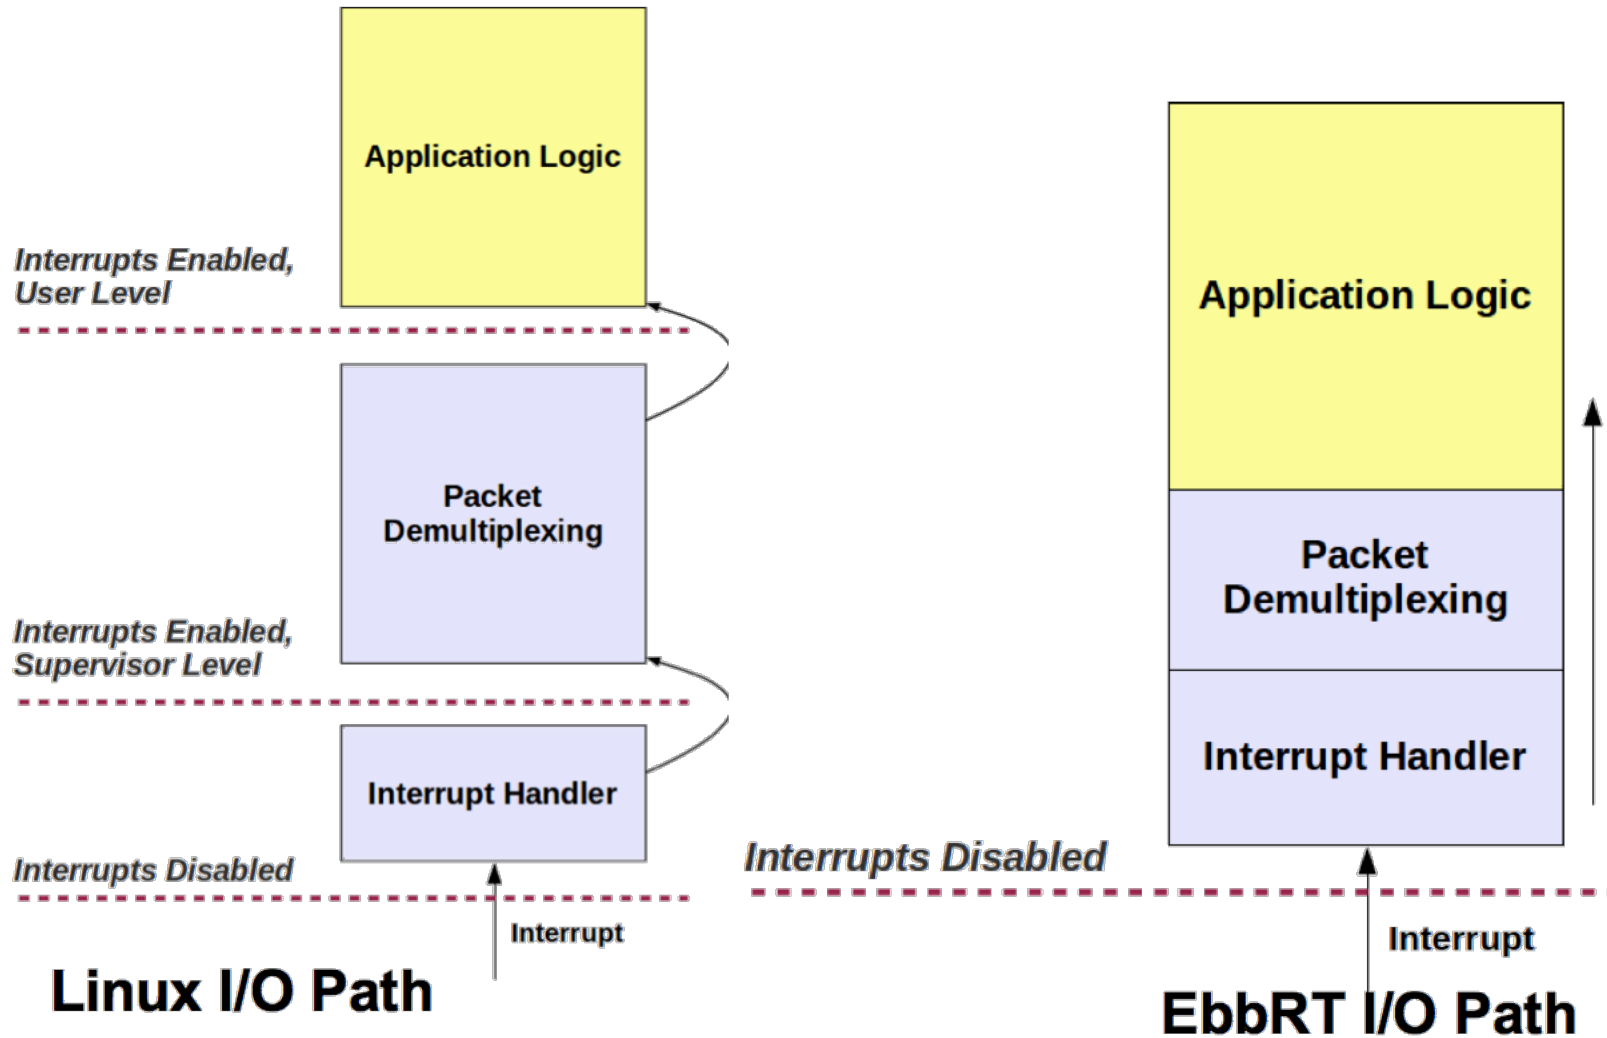 Application Logic
Interrupts Enabled,
User Level
Packet
Demultiplexing
Interrupts Enabled,
Supervisor Level
Interrupt Handler
Interrupts Disabled
Interrupt
Linux I/O Path
Application Logic
Packet
Demultiplexing
Interrupt Handler
Interrupts Disabled
Interrupt
EbbRT I/O Path